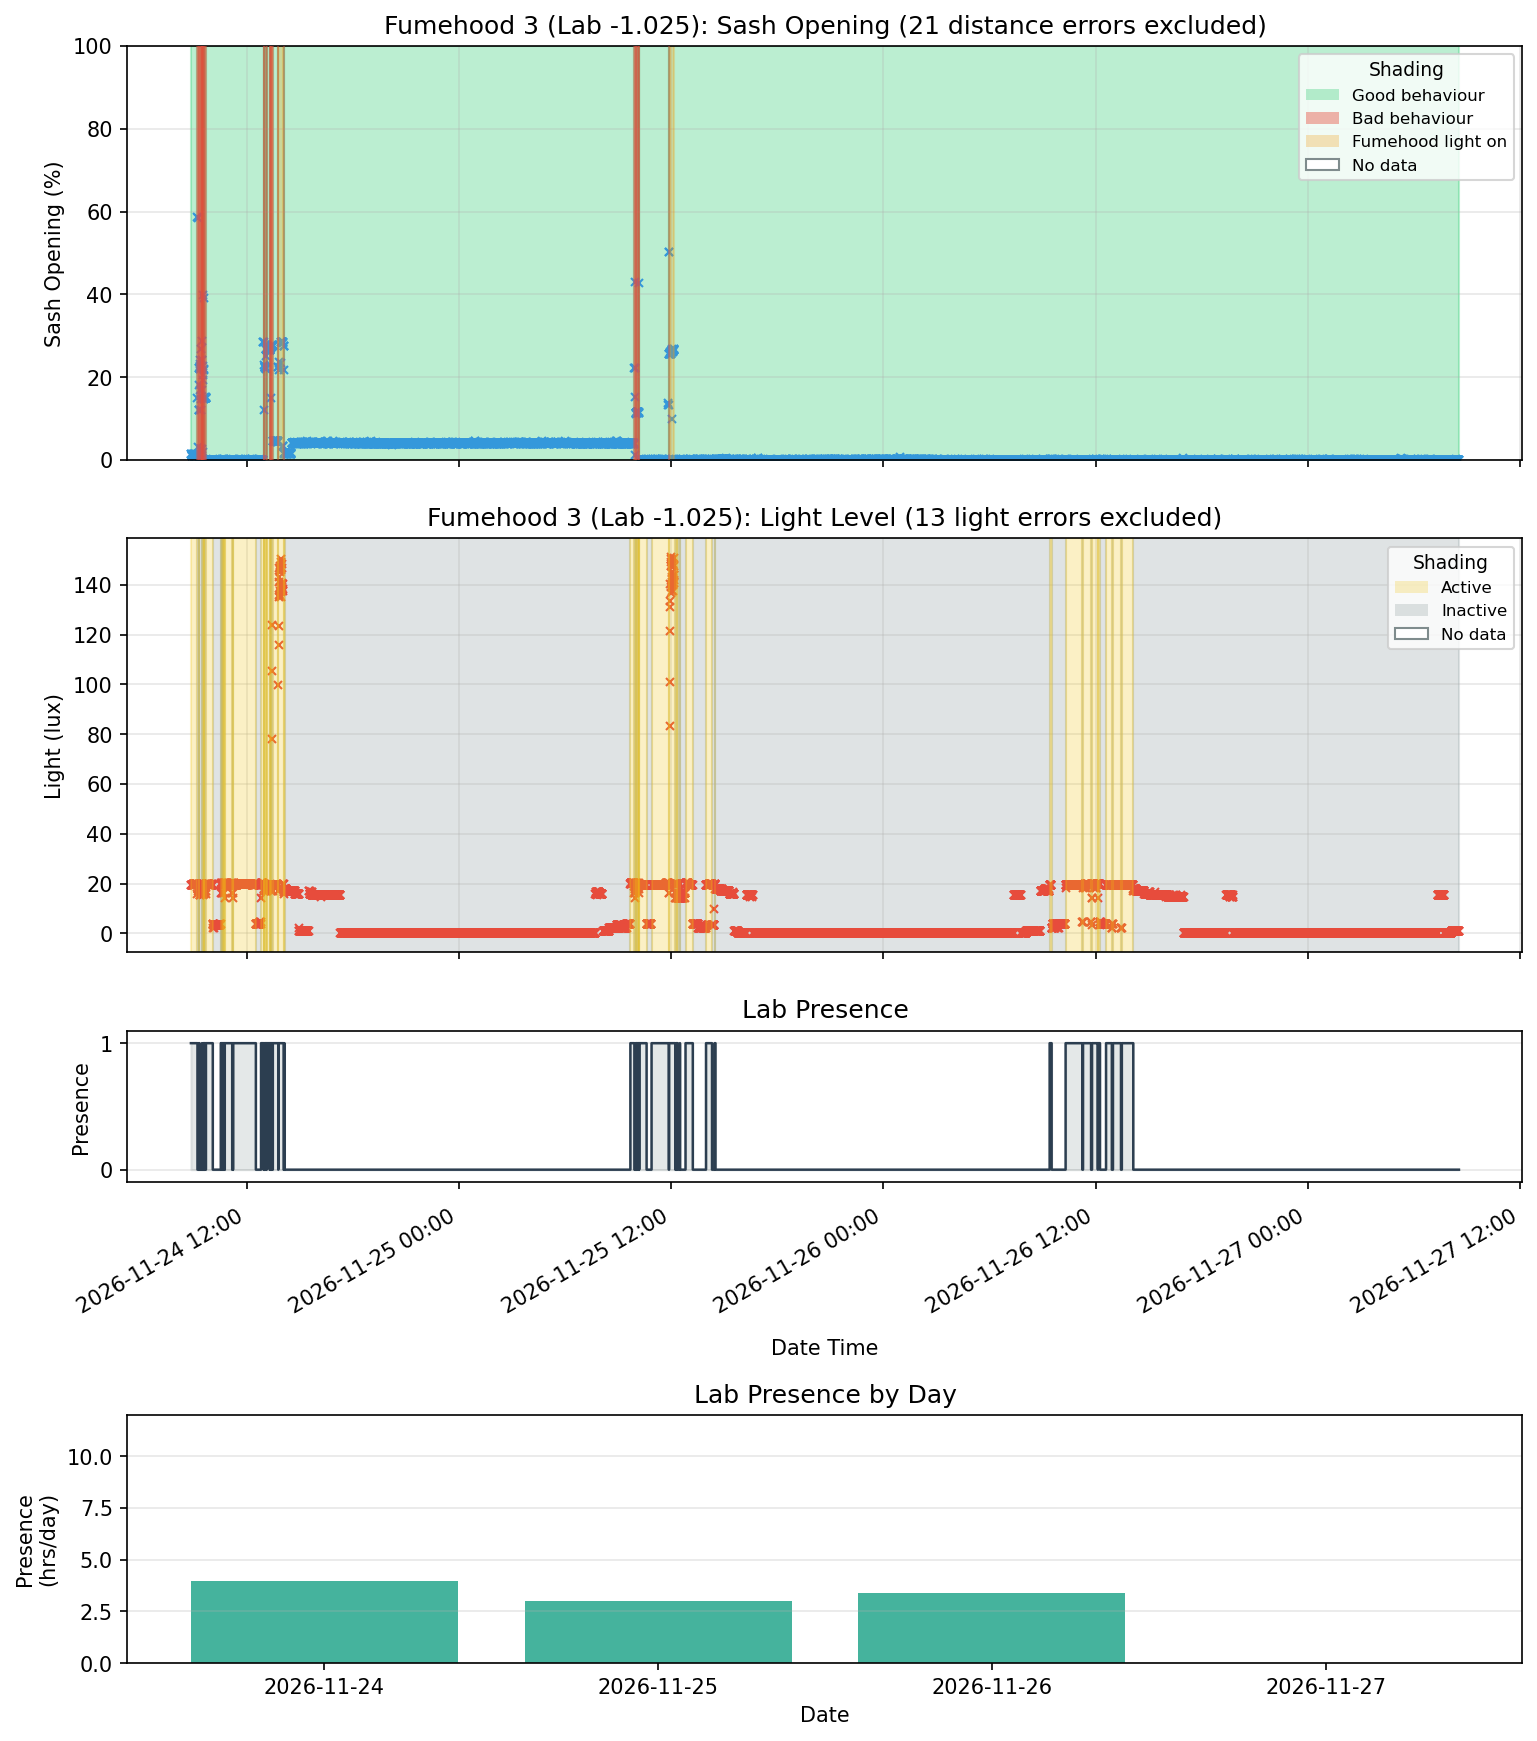 Fumehood 3 (Lab -1.025): Sash Opening (21 distance errors excluded)
Sash Opening (%)
100
80
60
40
20
0
Shading
Good behaviour
Bad behaviour
Fumehood light on
No data
Fumehood 3 (Lab -1.025): Light Level (13 light errors excluded)
Light (lux)
140
120
100
80
60
40
20
0
Shading
Active
Inactive
No data
Lab Presence
Presence
1
0
2026-11-24 12:00
2026-11-25 00:00
2026-11-25 12:00
2026-11-26 00:00
2026-11-26 12:00
2026-11-27 00:00
2026-11-27 12:00
Date Time
Lab Presence by Day
Presence
(hrs/day)
10.0
7.5
5.0
2.5
0.0
2026-11-24
2026-11-25
2026-11-26
2026-11-27
Date